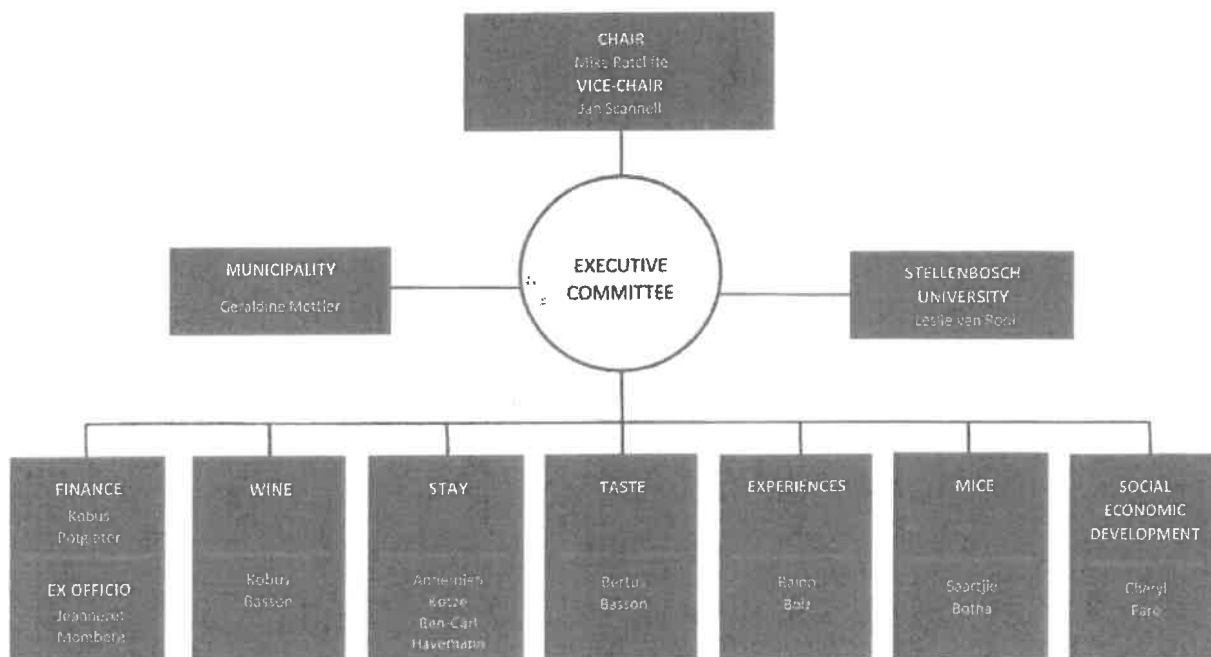 CHAIR
Mike Ratcliffe
VICE-CHAIR
Jan Scannell
MUNICIPALITY
Geraldine Mettler
EXECUTIVE
COMMITTEE
STELLENBOSCH
UNIVERSITY
Leslie van Rooi
FINANCE
Kobus
Potgieter
EX OFFICIO
Jeanneret
Momberg
WINE
Kobus
Basson
STAY
Annemien
Kotze
Ben-Carl
Havemann
TASTE
Bertus
Basson
EXPERIENCES
Bolz
MICE
Saartjie
Botha
SOCIAL
ECONOMIC
DEVELOPMENT
Cheryl